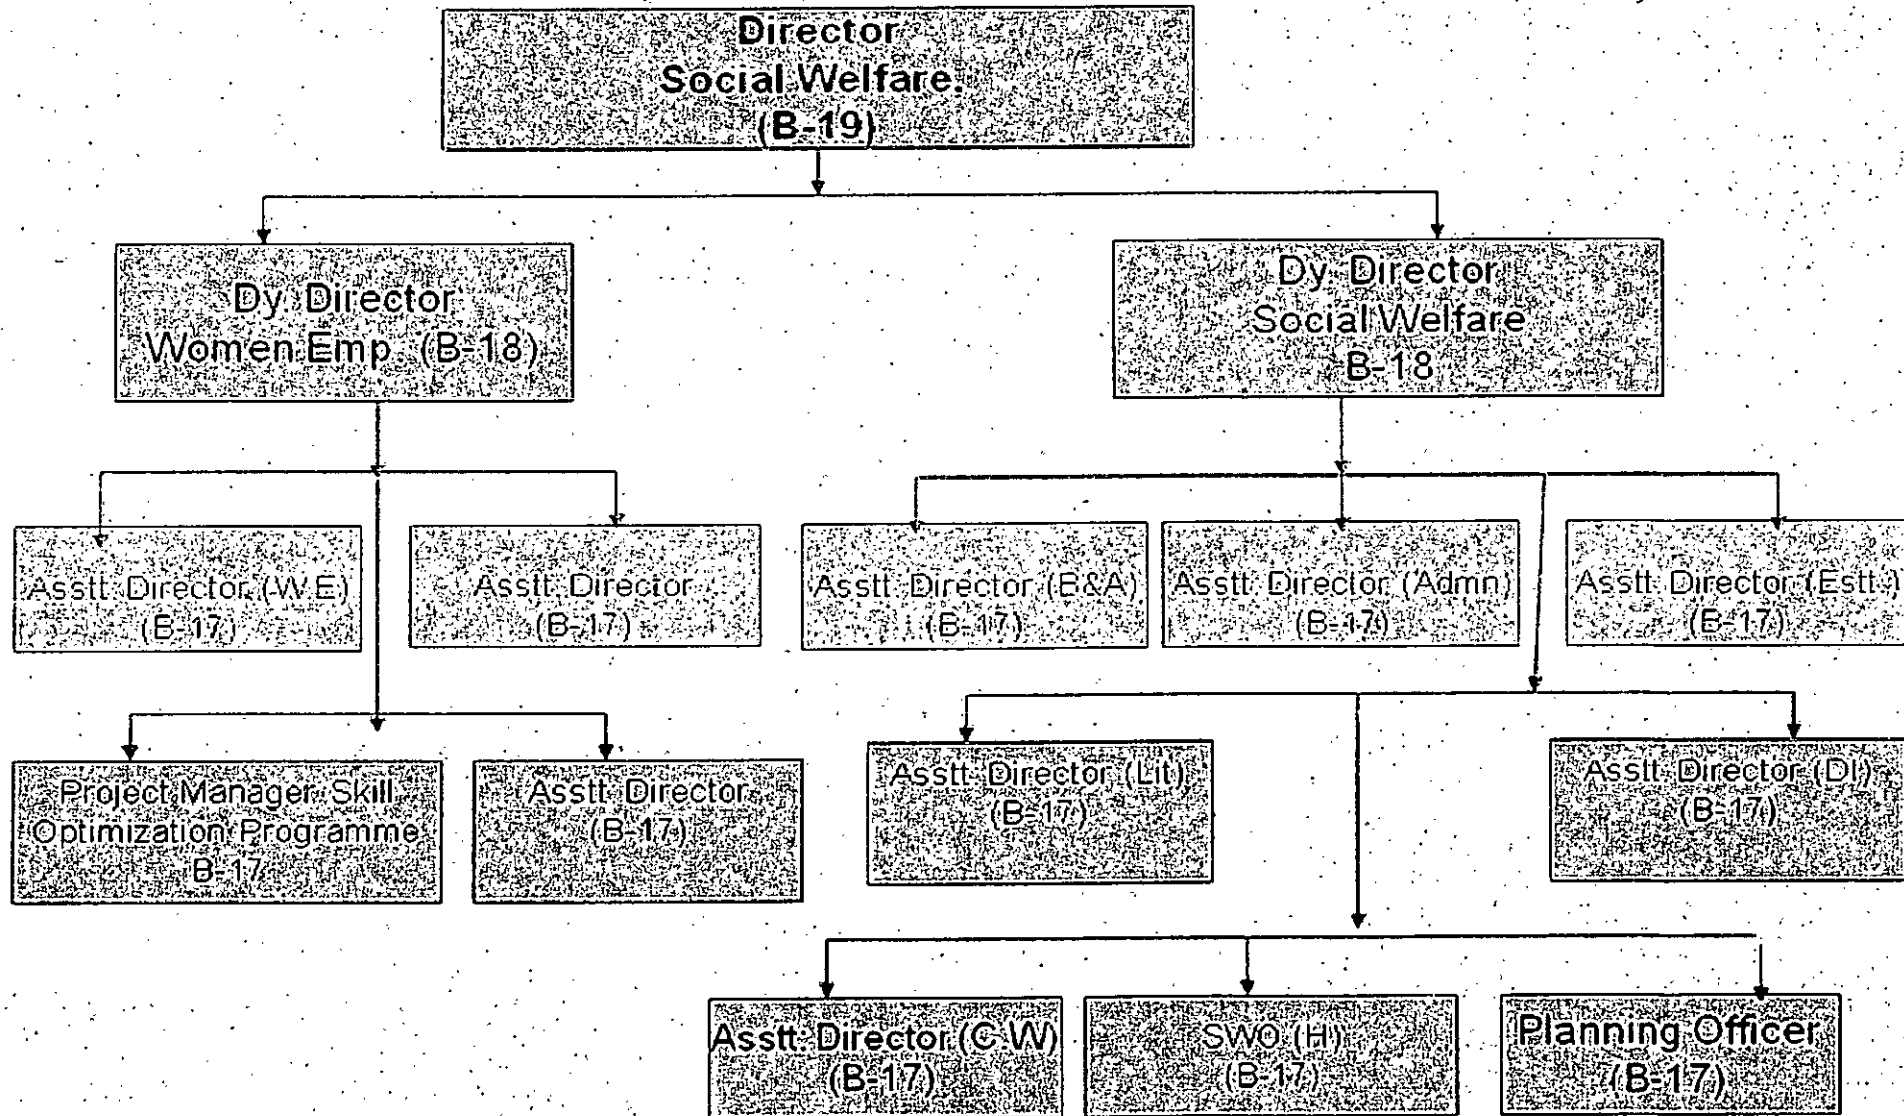 Director
Social Welfare.
(B-19)
Dy. Director
Women Emp. (B-18)
Dy. Director
Social Welfare
B-18
Asstt. Director (W.E)
(B-17)
Asstt. Director
(B-17)
Asstt. Director (B&A)
(B-17)
Asstt. Director (Admn)
(B-17)
Asstt. Director (Estt.)
(B-17)
Project Manager Skill
Optimization Programme
B-17
Asstt. Director
(B-17)
Asstt. Director (Lit)
(B-17)
Asstt. Director (DI)
(B-17)
Asstt. Director (C.W)
(B-17)
SWO (H)
(B-17)
Planning Officer
(B-17)